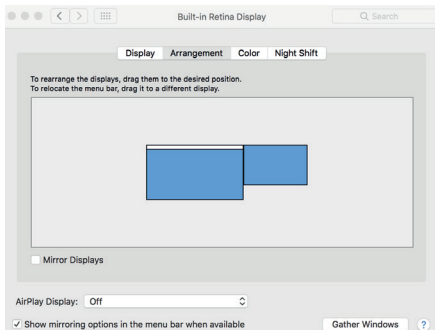 Built-in Retina Display
Search
Display Arrangement Color Night Shift
To rearrange the displays, drag them to the desired position.
To relocate the menu bar, drag it to a different display.
Mirror Displays
AirPlay Display: Off
Show mirroring options in the menu bar when available
Gather Windows ?